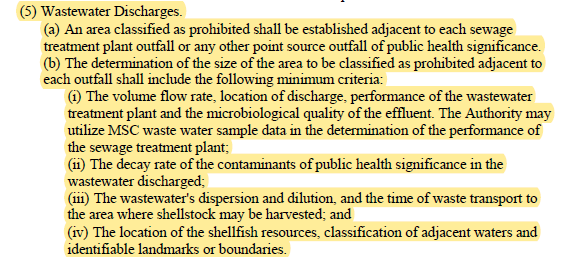 (5) Wastewater Discharges.
(a) An area classified as prohibited shall be established adjacent to each sewage
treatment plant outfall or any other point source outfall of public health significance.
(b) The determination of the size of the area to be classified as prohibited adjacent to
each outfall shall include the following minimum criteria:
(i) The volume flow rate, location of discharge, performance of the wastewater
treatment plant and the microbiological quality of the effluent. The Authority may
utilize MSC waste water sample data in the determination of the performance of
the sewage treatment plant;
(ii) The decay rate of the contaminants of public health significance in the
wastewater discharged;
(iii) The wastewater's dispersion and dilution, and the time of waste transport to
the area where shellstock may be harvested; and
(iv) The location of the shellfish resources, classification of adjacent waters and
identifiable landmarks or boundaries.